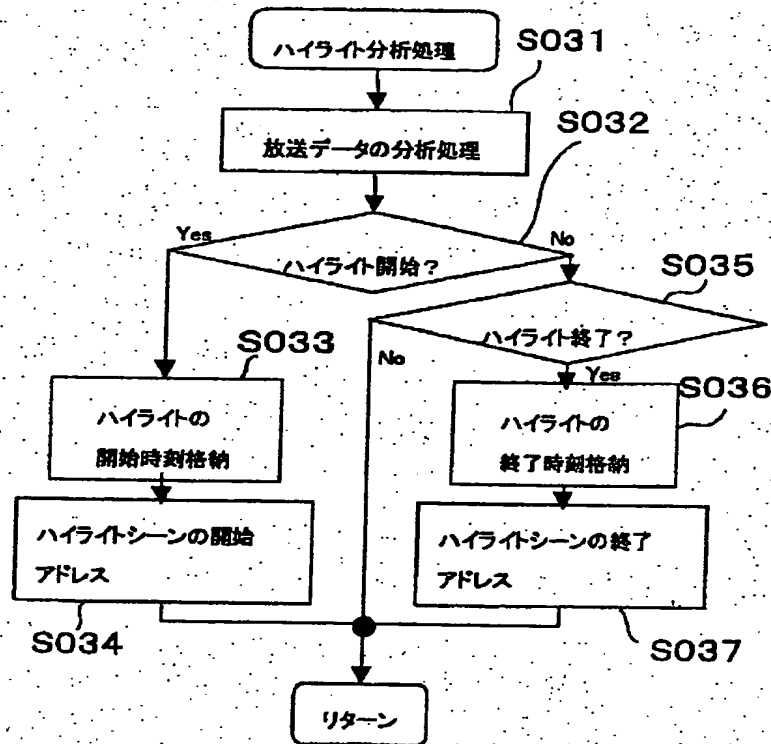 ハイライト分析処理
S031
放送データの分析処理
S032
ハイライト開始？
Yes
No
S035
ハイライト終了？
No
Yes
S033
ハイライトの
開始時刻格納
S036
ハイライトの
終了時刻格納
ハイライトシーンの開始
アドレス
S034
ハイライトシーンの終了
アドレス
S037
リターン